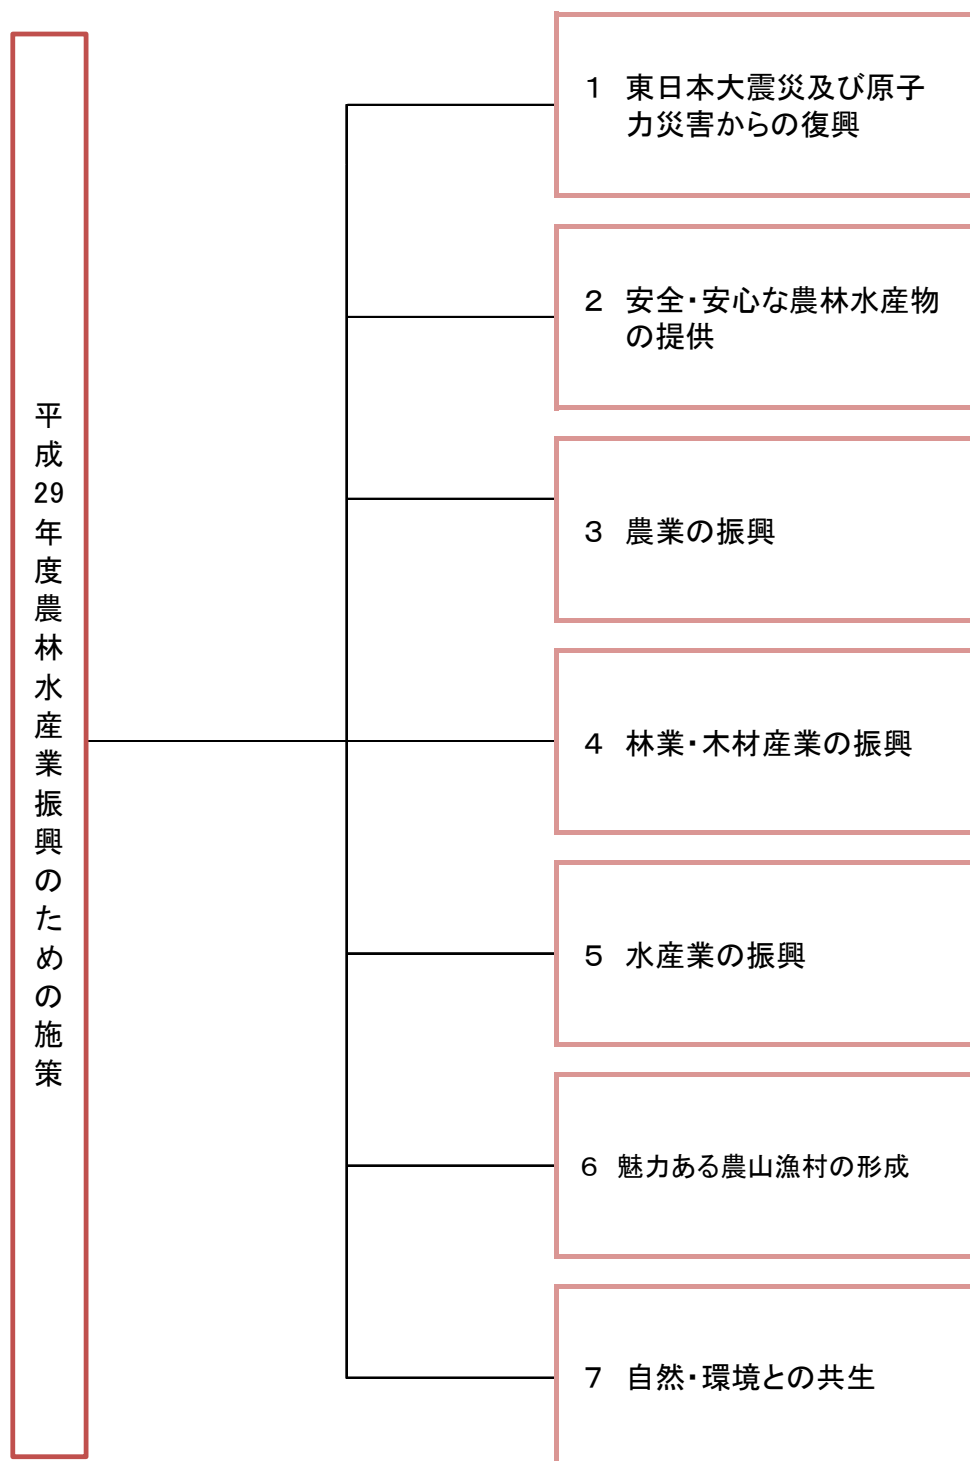 平成29年度農林水産業振興のための施策
１　東日本大震災及び原子
力災害からの復興
２　安全・安心な農林水産物
の提供
３　農業の振興
４　林業・木材産業の振興
５　水産業の振興
６　魅力ある農山漁村の形成
７　自然・環境との共生